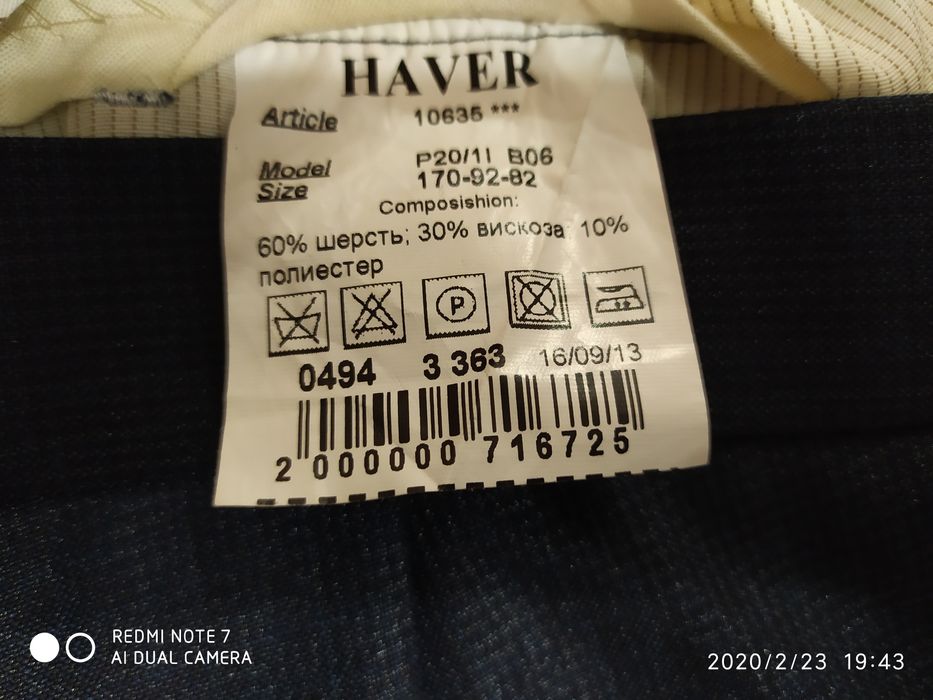 HAVER
Article 10635 ***
Model P20/1I B06
Size 170-92-82
Composishion:
60% шерсть; 30% вискоза 10%
полиестер
P
0494 3 363 16/09/13
2 000000 716725
REDMI NOTE 7
AI DUAL CAMERA
2020/2/23 19:43